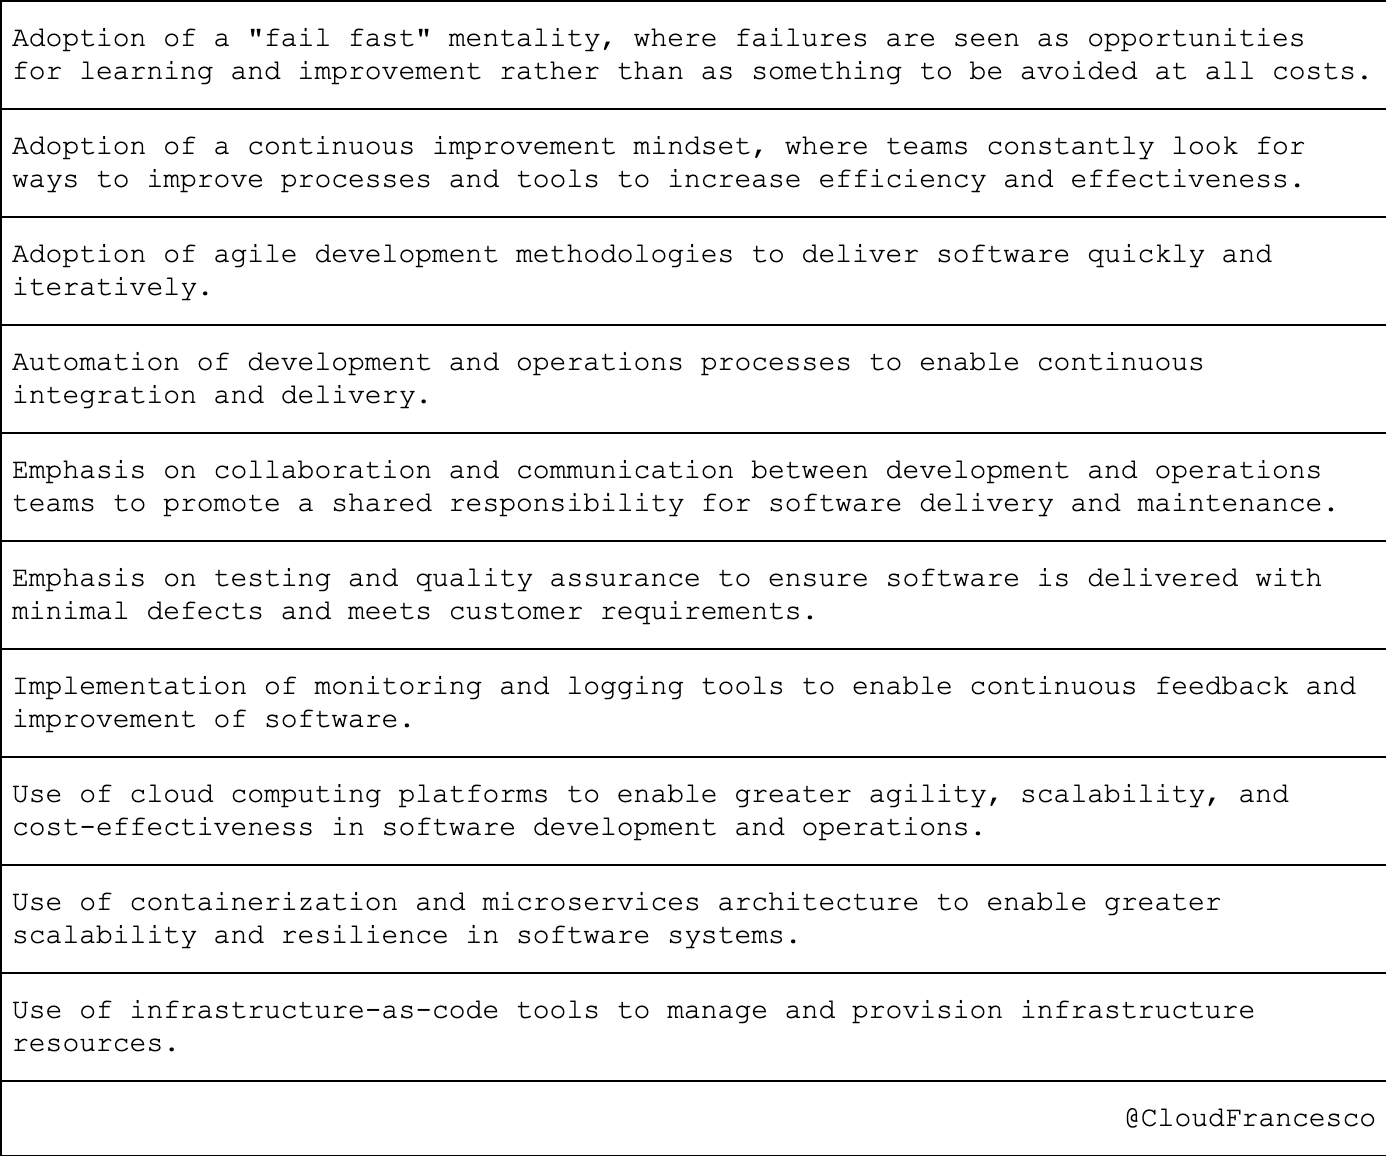 Adoption of a "fail fast" mentality, where failures are seen as opportunities
for learning and improvement rather than as something to be avoided at all costs.
Adoption of a continuous improvement mindset, where teams constantly look for
ways to improve processes and tools to increase efficiency and effectiveness.
Adoption of agile development methodologies to deliver software quickly and
iteratively.
Automation of development and operations processes to enable continuous
integration and delivery.
Emphasis on collaboration and communication between development and operations
teams to promote a shared responsibility for software delivery and maintenance.
Emphasis on testing and quality assurance to ensure software is delivered with
minimal defects and meets customer requirements.
Implementation of monitoring and logging tools to enable continuous feedback and
improvement of software.
Use of cloud computing platforms to enable greater agility, scalability, and
cost-effectiveness in software development and operations.
Use of containerization and microservices architecture to enable greater
scalability and resilience in software systems.
Use of infrastructure-as-code tools to manage and provision infrastructure
resources.
@CloudFrancesco